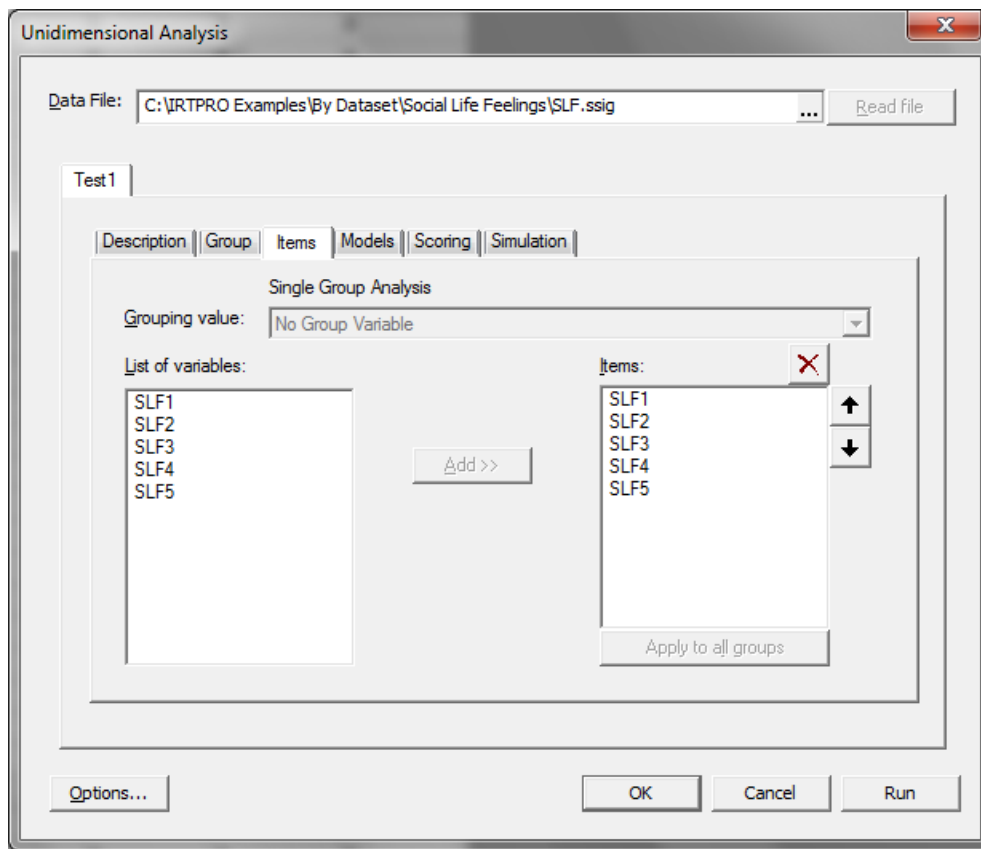 Unidimensional Analysis
Data File: C:\IRTPRO Examples\By Dataset\Social Life Feelings\SLF.ssig ... Read file
Test1
Description Group Items Models Scoring Simulation
Single Group Analysis
Grouping value: No Group Variable
List of variables:
SLF1
SLF2
SLF3
SLF4
SLF5
Add >>
Items:
SLF1
SLF2
SLF3
SLF4
SLF5
Apply to all groups
Options... OK Cancel Run